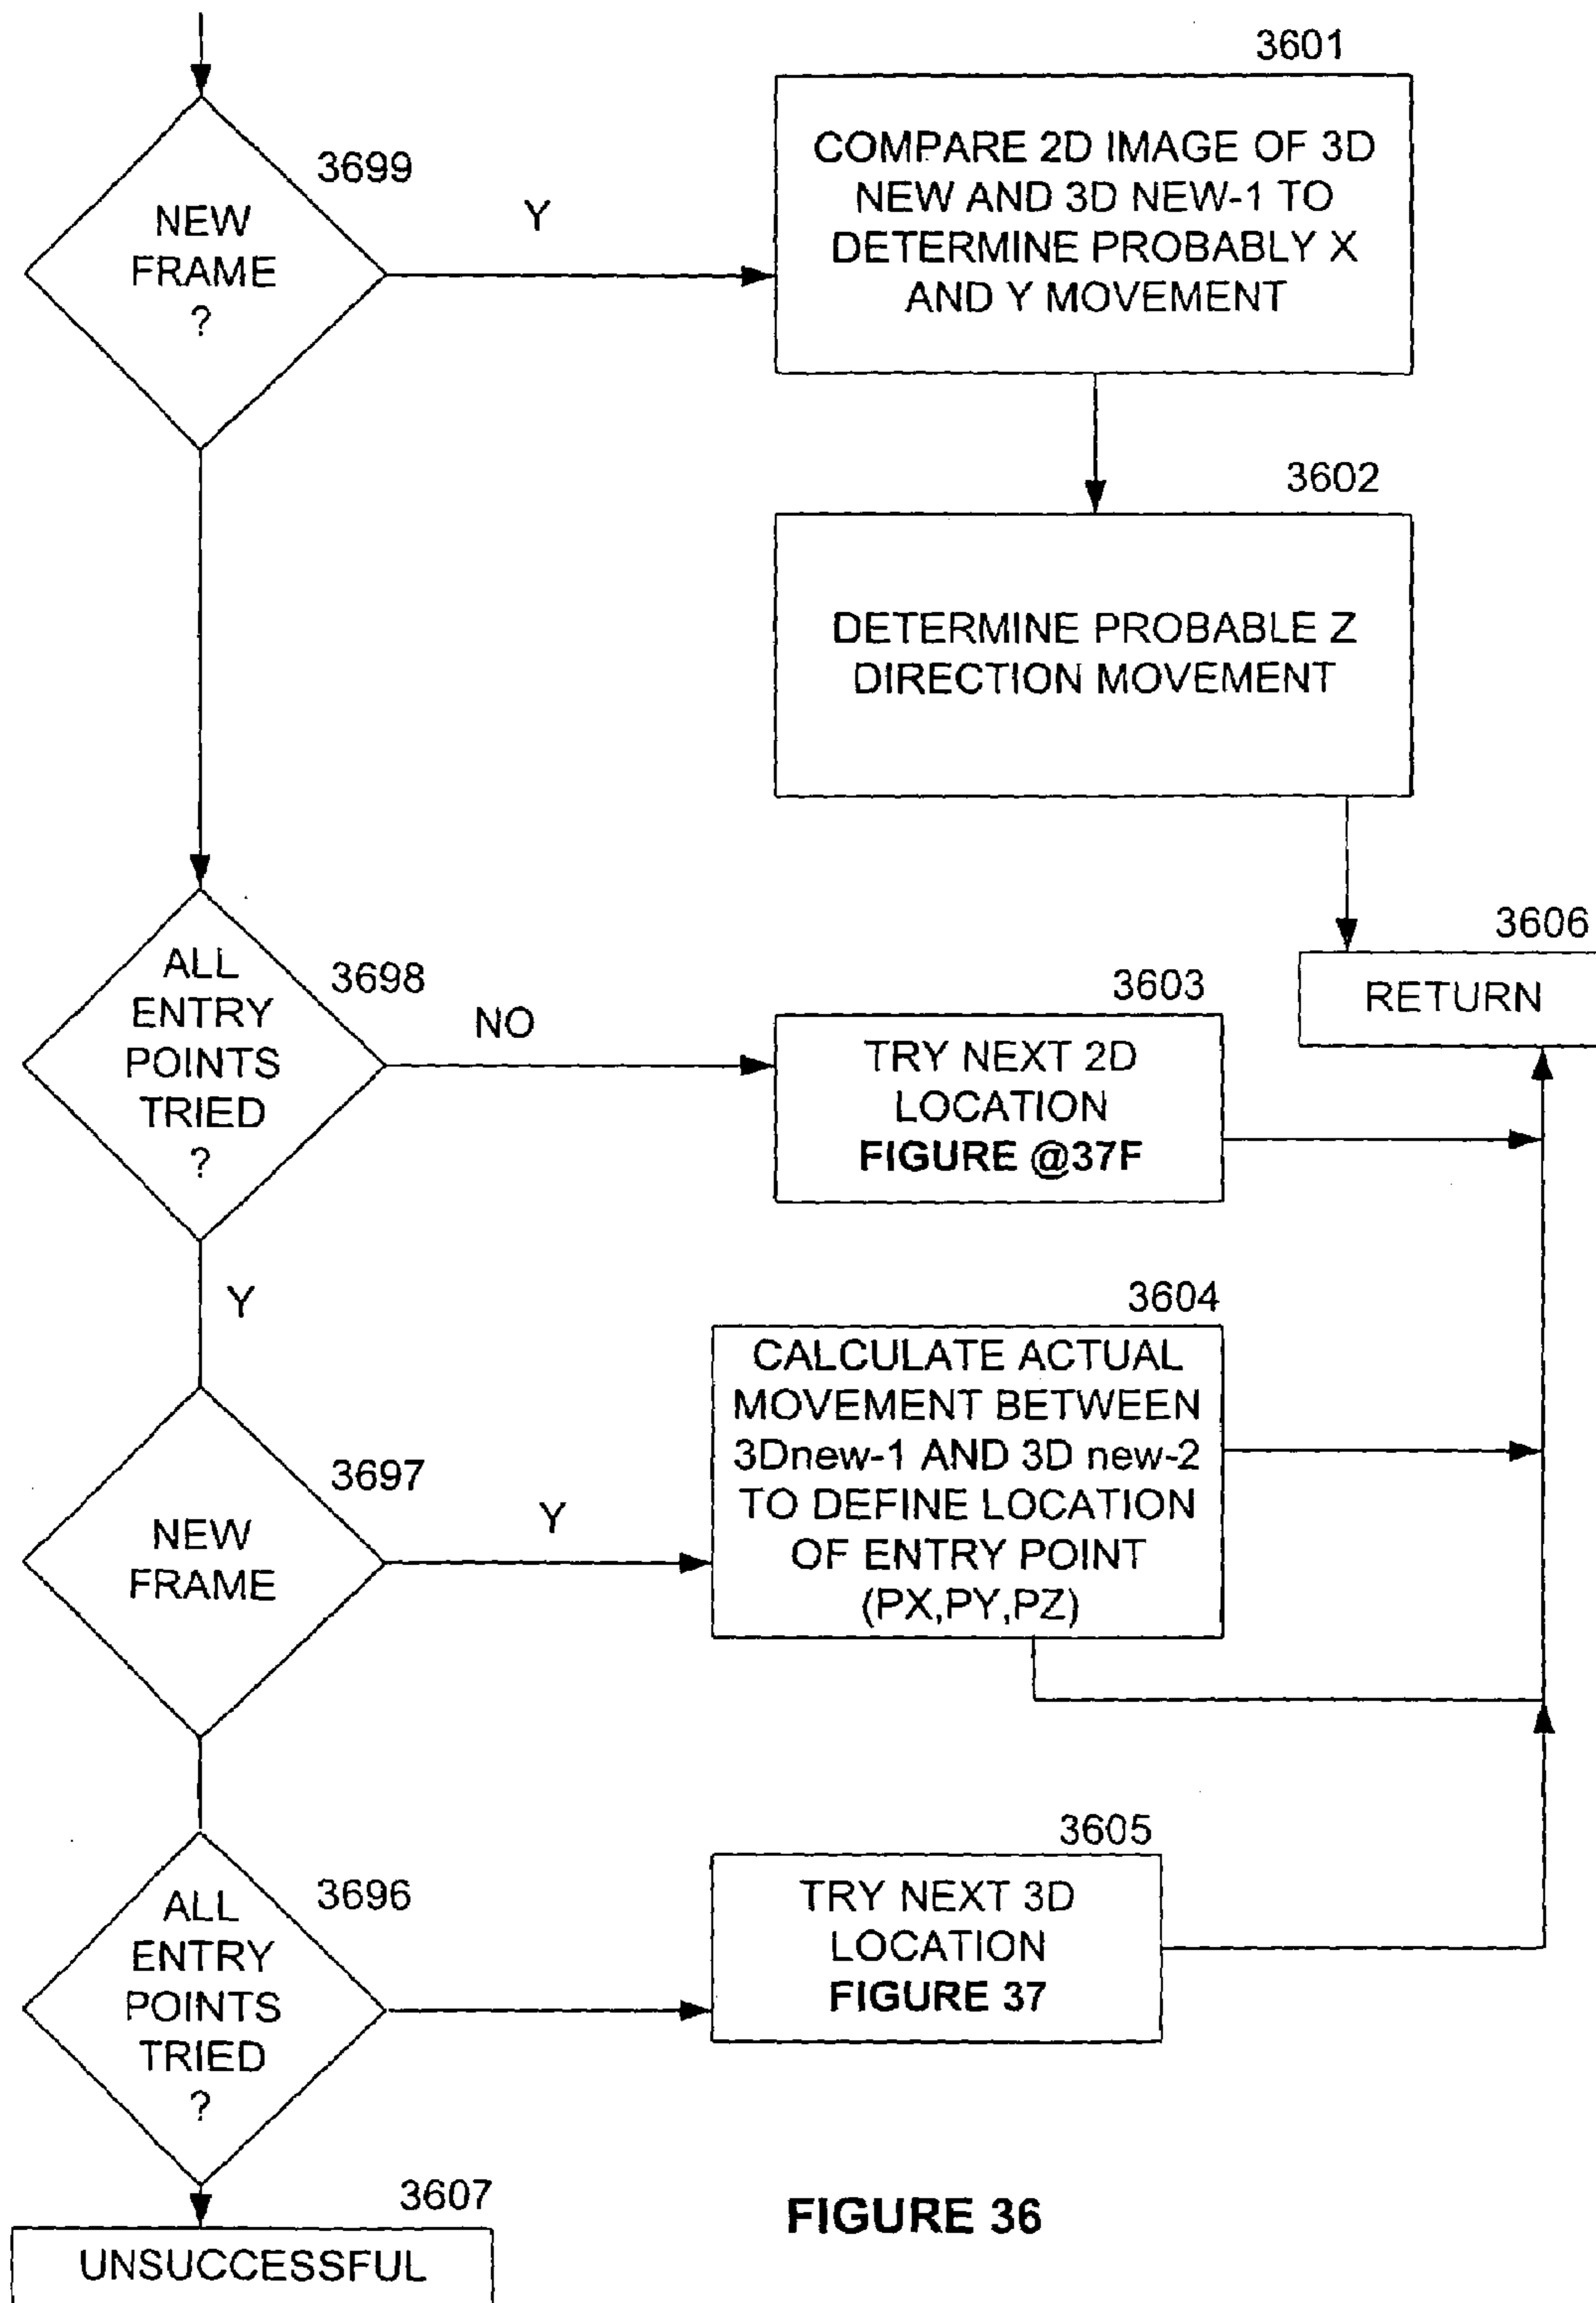 3601
COMPARE 2D IMAGE OF 3D
NEW AND 3D NEW-1 TO
DETERMINE PROBABLY X
AND Y MOVEMENT
3699
NEW
FRAME
?
Y
3602
DETERMINE PROBABLE Z
DIRECTION MOVEMENT
3606
RETURN
3698
ALL
ENTRY
POINTS
TRIED
?
NO
3603
TRY NEXT 2D
LOCATION
FIGURE @37F
Y
3604
CALCULATE ACTUAL
MOVEMENT BETWEEN
3Dnew-1 AND 3D new-2
TO DEFINE LOCATION
OF ENTRY POINT
(PX,PY,PZ)
3697
NEW
FRAME
Y
3605
TRY NEXT 3D
LOCATION
FIGURE 37
3696
ALL
ENTRY
POINTS
TRIED
?
3607
UNSUCCESSFUL
FIGURE 36